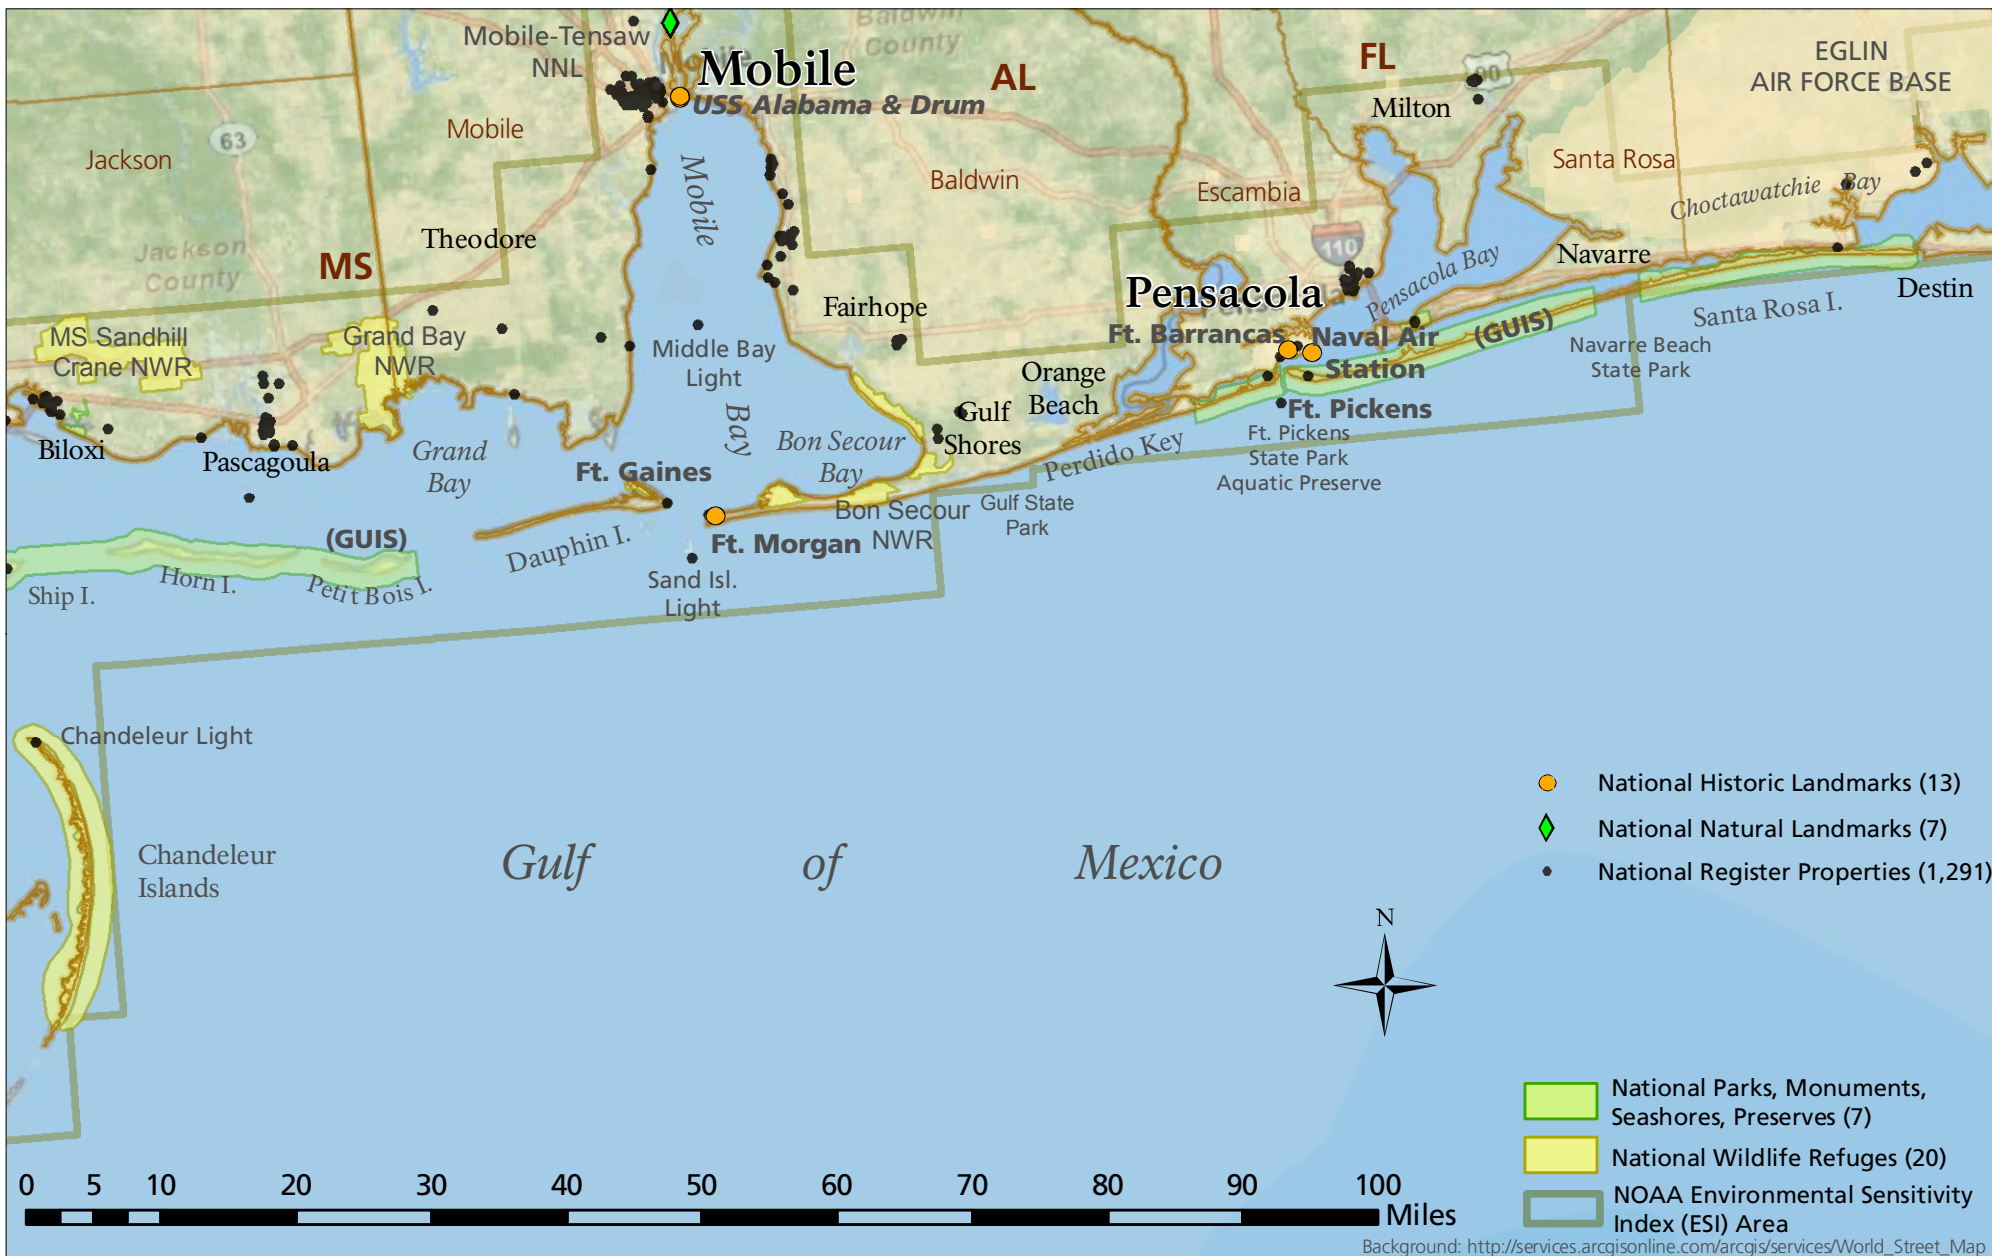 Mobile-Tensaw
NNL
Mobile
USS Alabama & Drum
AL
Baldwin
County
FL
90
Milton
EGLIN
AIR FORCE BASE
63
Jackson
Mobile
Mobile
Bay
Baldwin
Escambia
Santa Rosa
Choctawatchie Bay
Jackson
County
MS
Theodore
110
Pensacola Bay
Navarre
Pensacola
Fairhope
Destin
Santa Rosa I.
MS Sandhill
Crane NWR
Grand Bay
NWR
Middle Bay
Light
Ft. Barrancas
Naval Air
Station
(GUIS)
Navarre Beach
State Park
Orange
Beach
Gulf
Shores
Ft. Pickens
Ft. Pickens
State Park
Aquatic Preserve
Perdido Key
Biloxi
Pascagoula
Grand
Bay
Bon Secour
Bay
Ft. Gaines
Gulf State
Park
Bon Secour
NWR
(GUIS)
Dauphin I.
Ft. Morgan
Sand Isl.
Light
Ship I.
Horn I.
Petit Bois I.
Chandeleur Light
Chandeleur
Islands
Gulf of Mexico
National Historic Landmarks (13)
National Natural Landmarks (7)
National Register Properties (1,291)
N
National Parks, Monuments,
Seashores, Preserves (7)
National Wildlife Refuges (20)
NOAA Environmental Sensitivity
Index (ESI) Area
0 5 10 20 30 40 50 60 70 80 90 100
Miles
Background: http://services.arcgisonline.com/arcgis/services/World_Street_Map